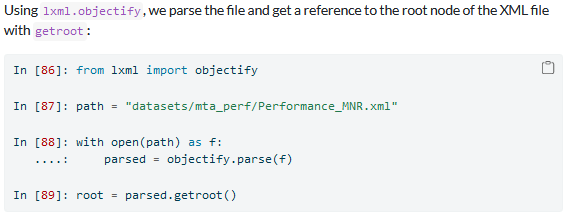 Using lxml.objectify, we parse the file and get a reference to the root node of the XML file
with getroot:
In [86]: from lxml import objectify
In [87]: path = "datasets/mta_perf/Performance_MNR.xml"
In [88]: with open(path) as f:
....:     parsed = objectify.parse(f)
In [89]: root = parsed.getroot()